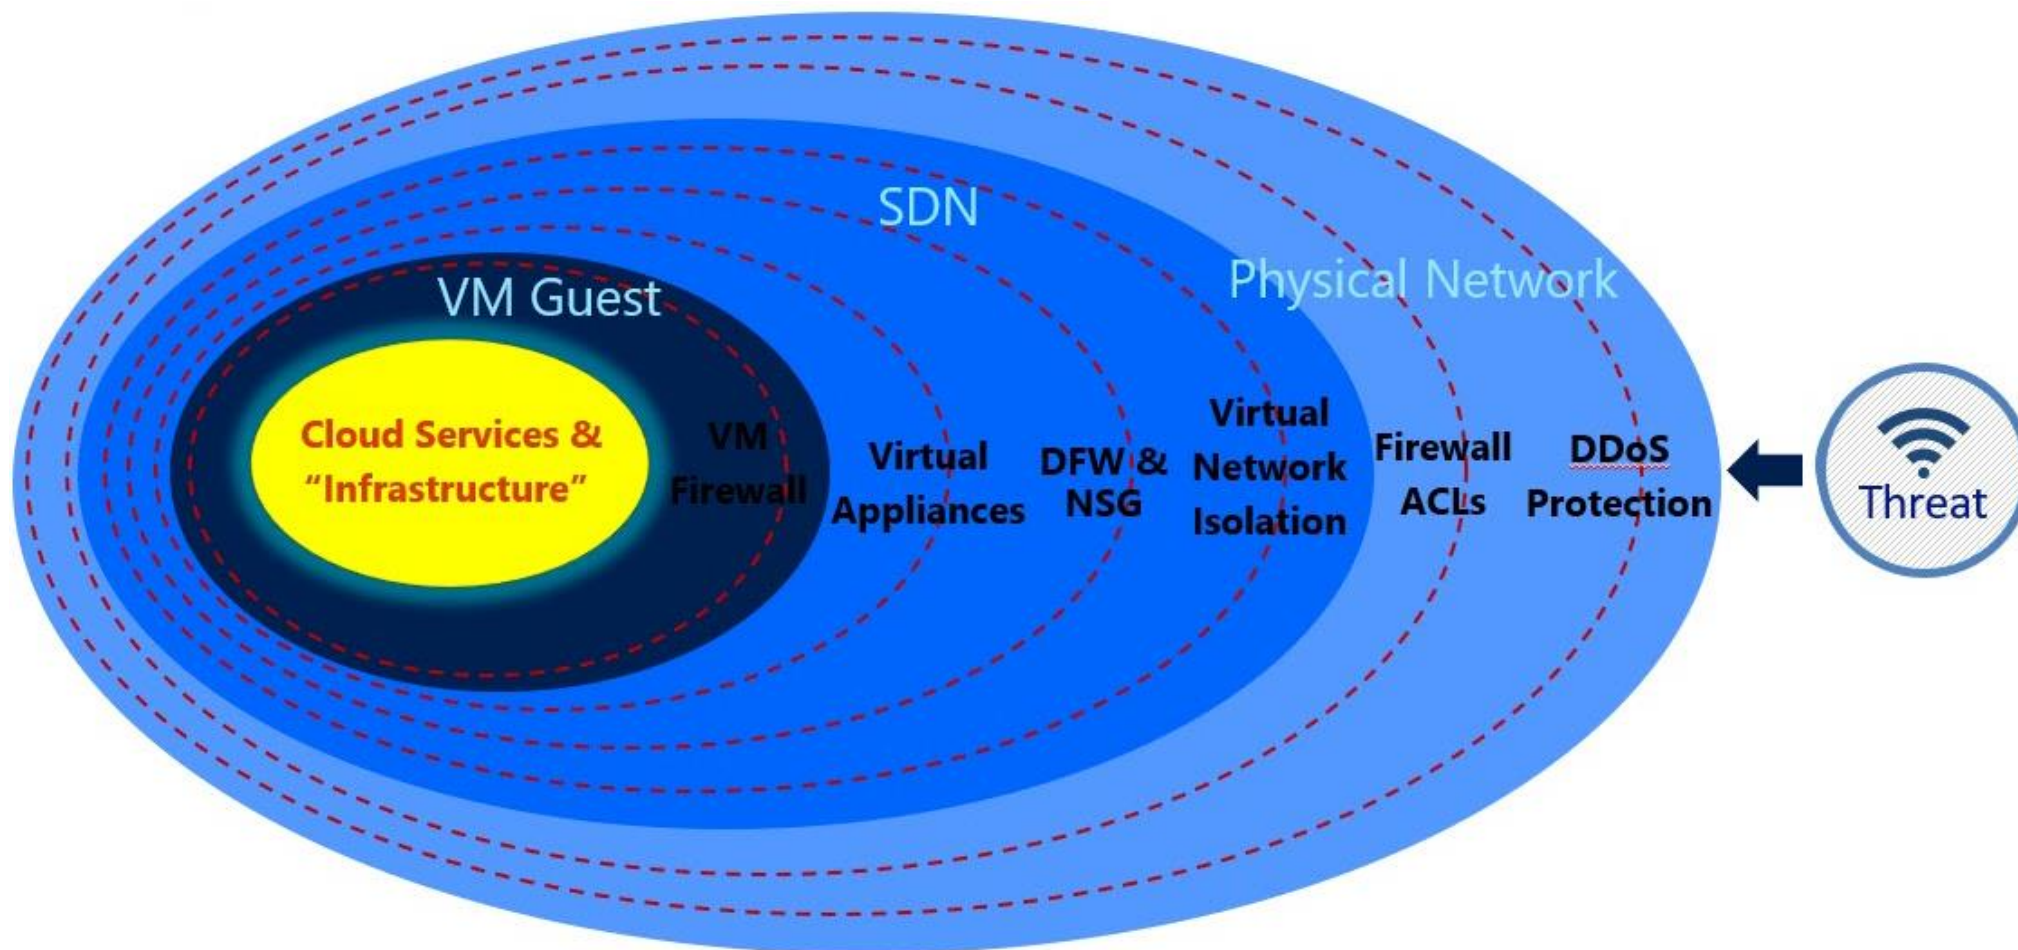 SDN
Physical Network
VM Guest
Cloud Services &
“Infrastructure”
VM
Firewall
Virtual
Appliances
DFW &
NSG
Virtual
Network
Isolation
Firewall
ACLs
DDoS
Protection
Threat